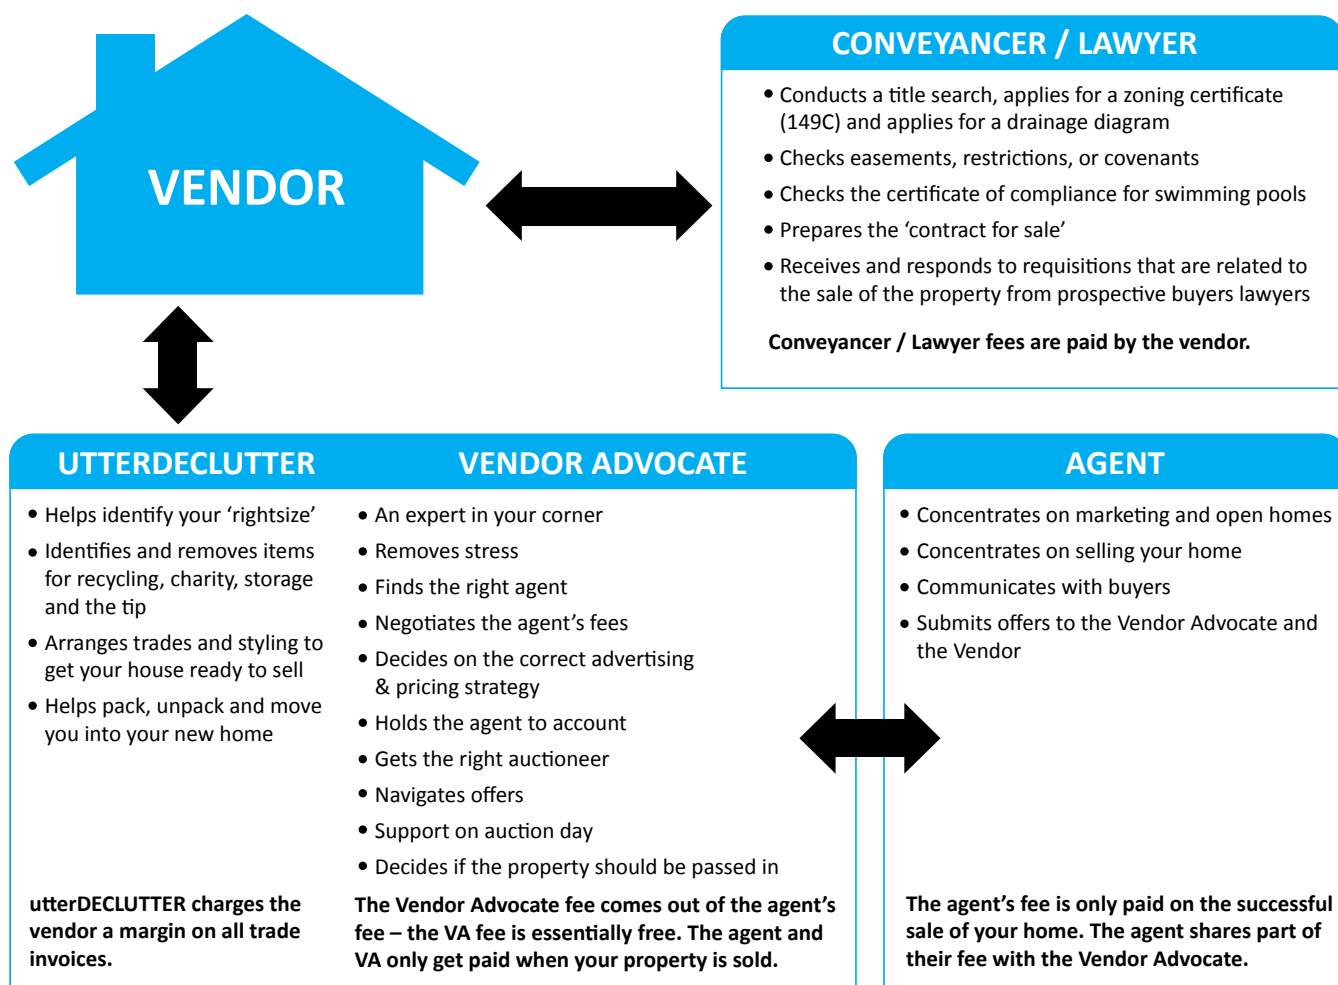 VENDOR
CONVEYANCER / LAWYER
• Conducts a title search, applies for a zoning certificate
(149C) and applies for a drainage diagram
• Checks easements, restrictions, or covenants
• Checks the certificate of compliance for swimming pools
• Prepares the ‘contract for sale’
• Receives and responds to requisitions that are related to
the sale of the property from prospective buyers lawyers
Conveyancer / Lawyer fees are paid by the vendor.
UTTERDECLUTTER
• Helps identify your ‘rightsize’
• Identifies and removes items
for recycling, charity, storage
and the tip
• Arranges trades and styling to
get your house ready to sell
• Helps pack, unpack and move
you into your new home
utterDECLUTTER charges the
vendor a margin on all trade
invoices.
VENDOR ADVOCATE
• An expert in your corner
• Removes stress
• Finds the right agent
• Negotiates the agent’s fees
• Decides on the correct advertising
& pricing strategy
• Holds the agent to account
• Gets the right auctioneer
• Navigates offers
• Support on auction day
• Decides if the property should be passed in
The Vendor Advocate fee comes out of the agent’s
fee – the VA fee is essentially free. The agent and
VA only get paid when your property is sold.
AGENT
• Concentrates on marketing and open homes
• Concentrates on selling your home
• Communicates with buyers
• Submits offers to the Vendor Advocate and
the Vendor
The agent’s fee is only paid on the successful
sale of your home. The agent shares part of
their fee with the Vendor Advocate.